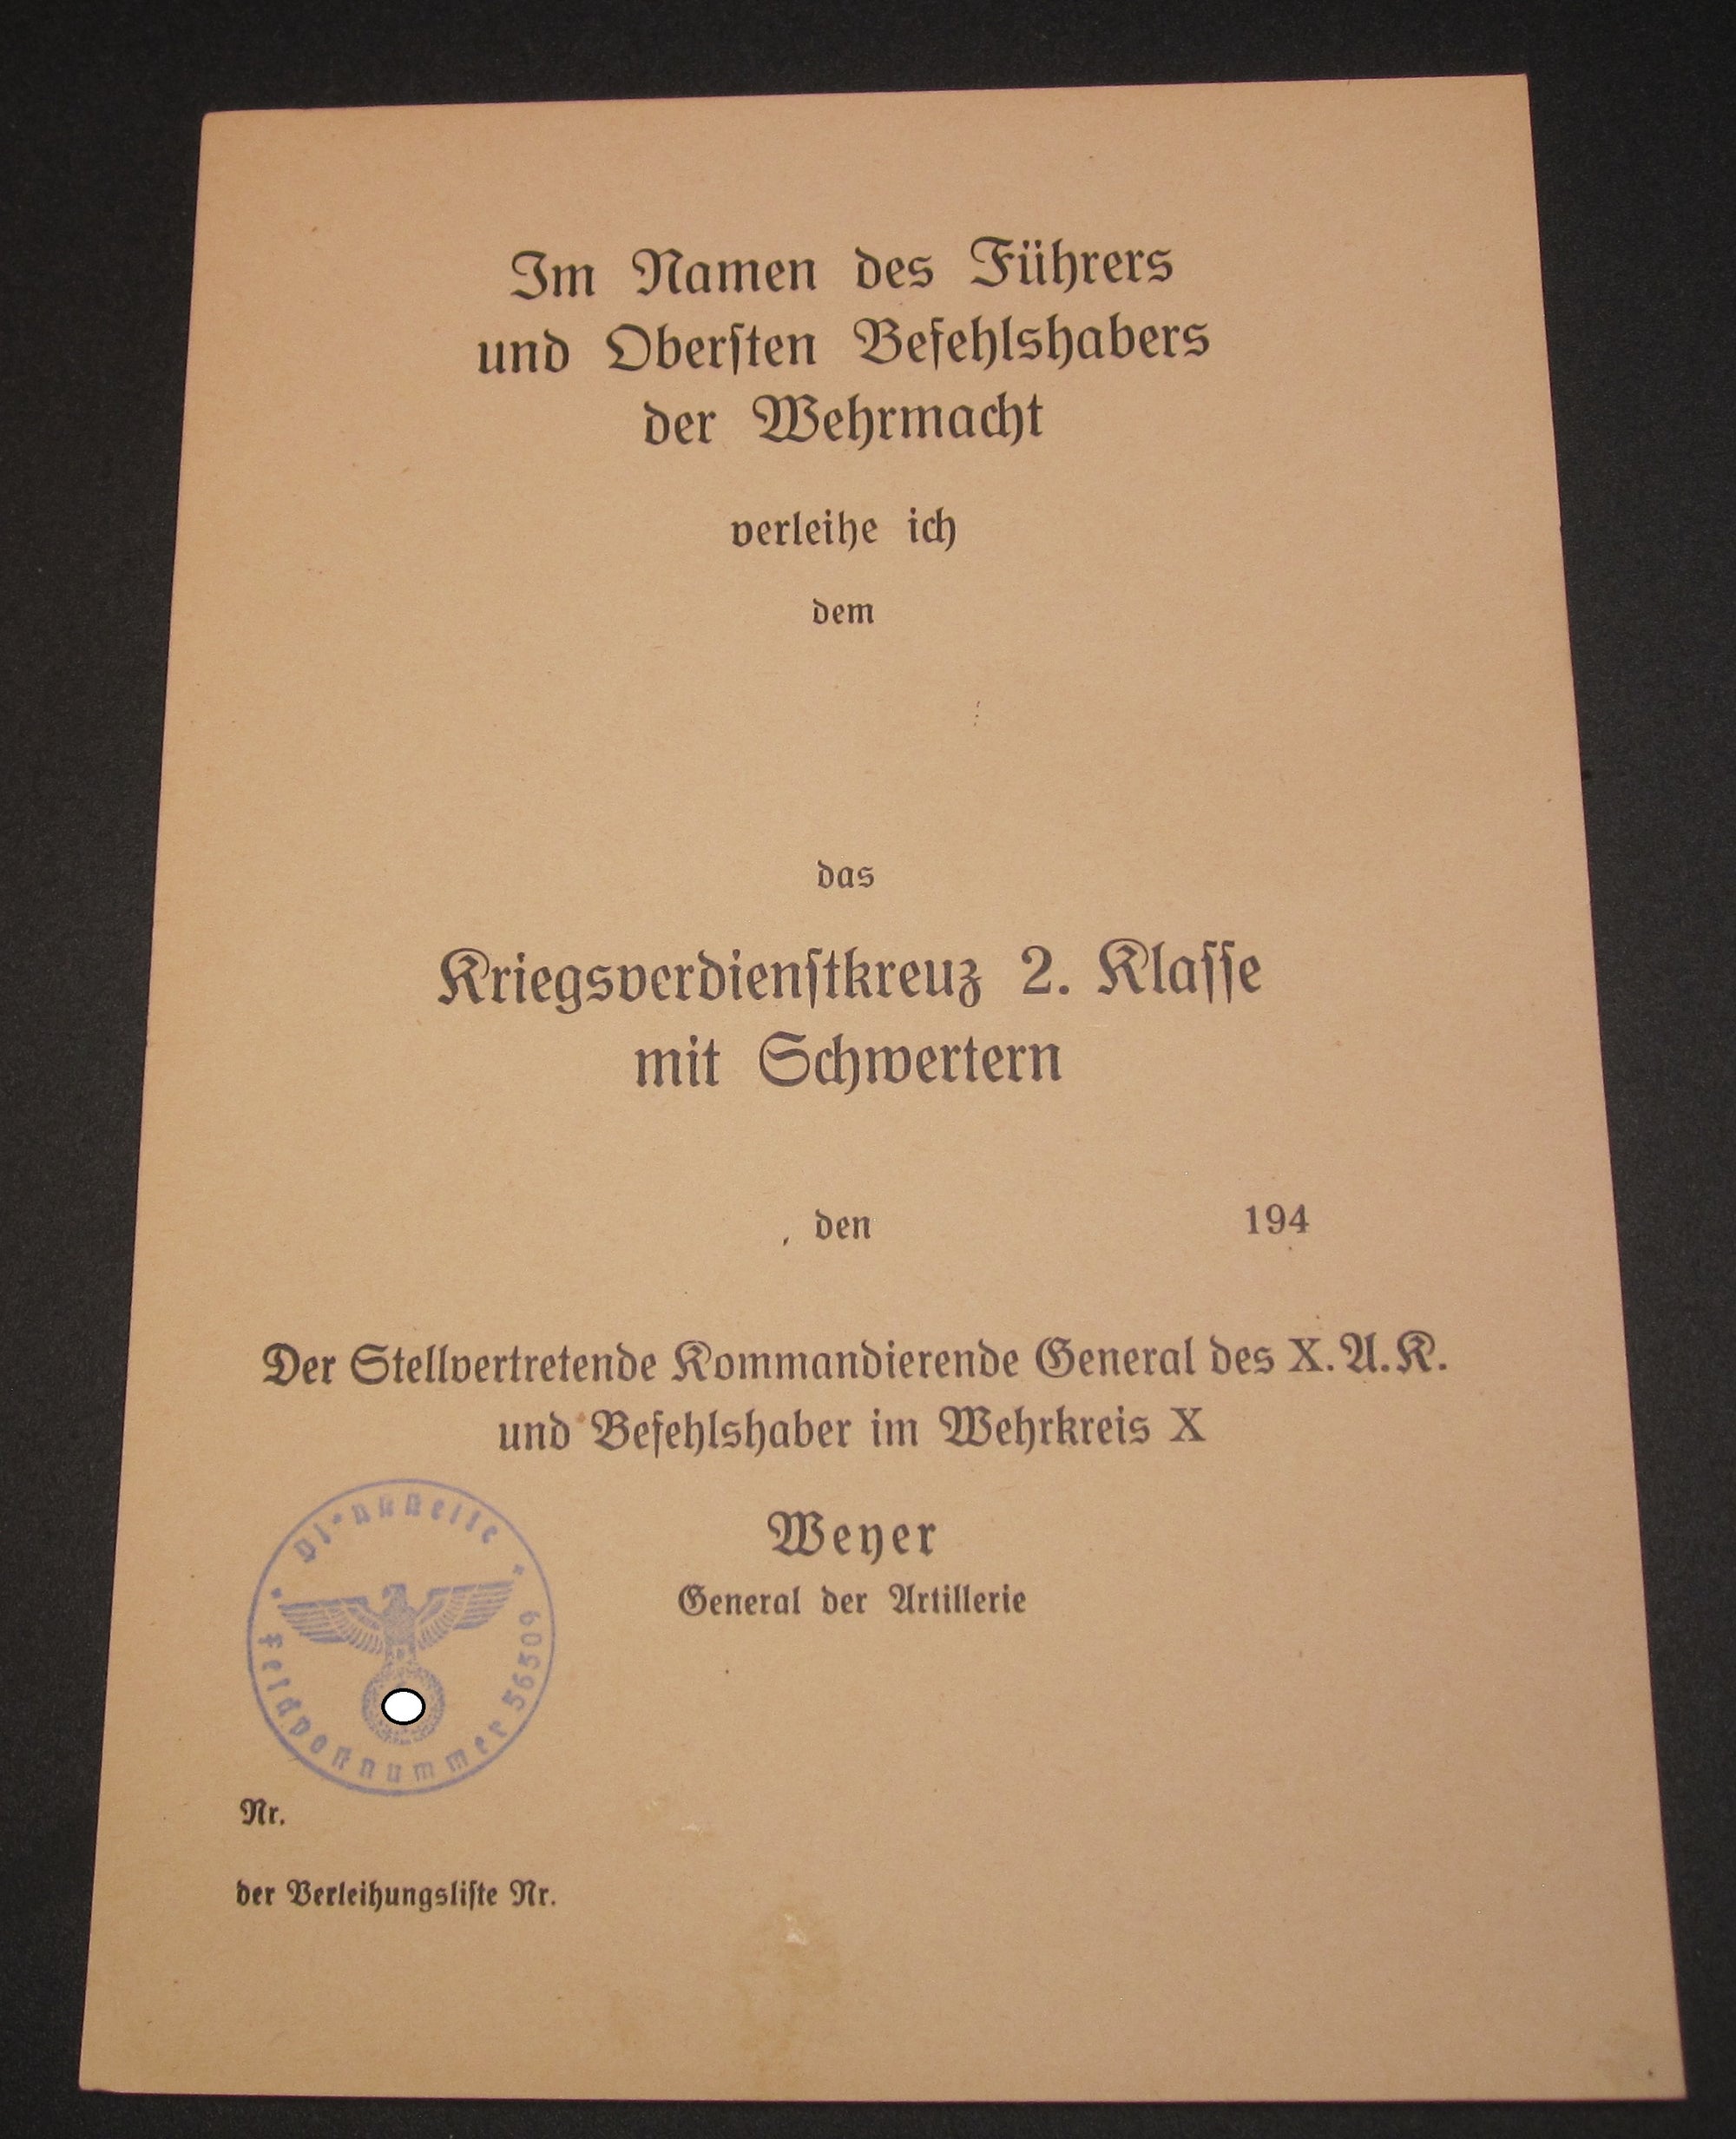 Im Namen des Führers
und Oberſten Befehlshabers
der Wehrmacht
verleihe ich
dem
das
Kriegsverdienſtkreuz 2. Klaſſe
mit Schwertern
, den 194
Der Stellvertretende Kommandierende General des X. A. K.
und Befehlshaber im Wehrkreis X
Weyer
General der Artillerie
Dienſtſtelle
Feldpoſtnummer 56509
Nr.
der Verleihungsliſte Nr.